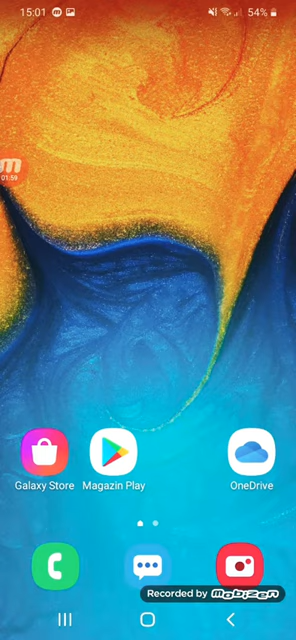 15:01
54%
m
01:59
Galaxy Store
Magazin Play
OneDrive
Recorded by Mobizen